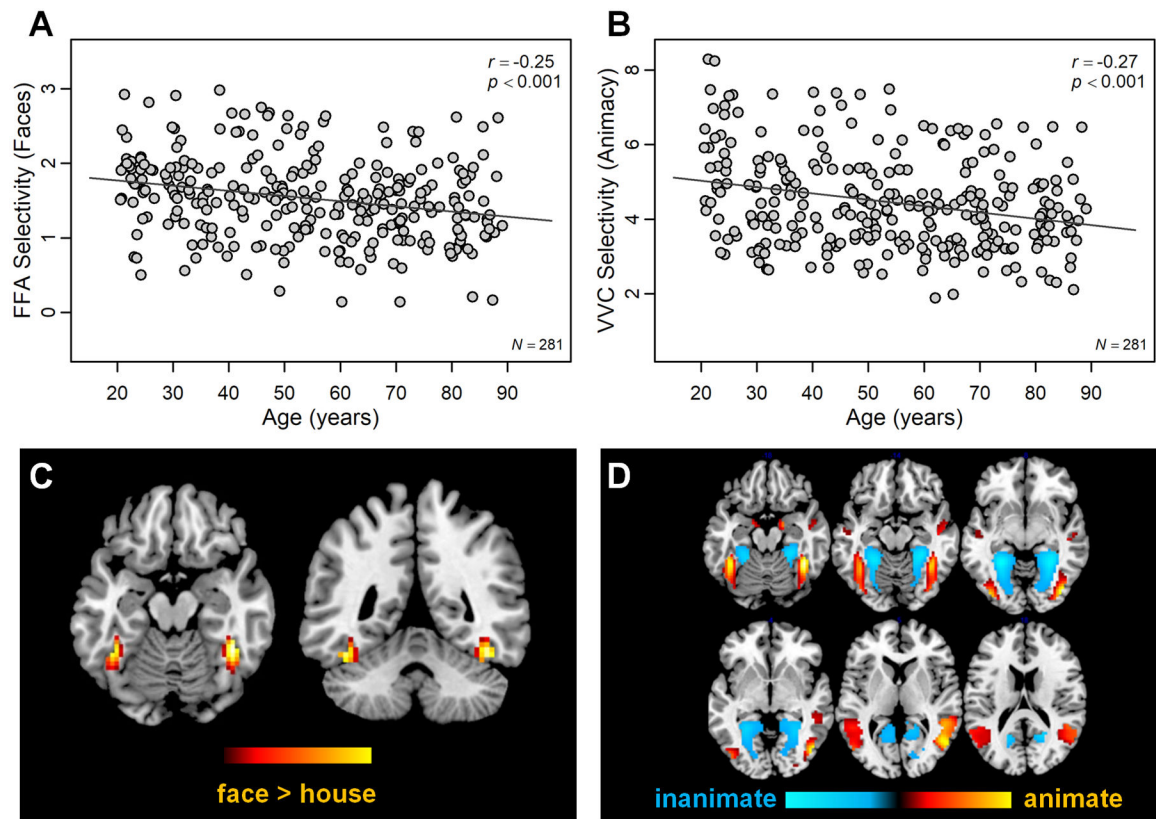 A
r = -0.25
p < 0.001
FFA Selectivity (Faces)
3
2
1
0
N = 281
20 30 40 50 60 70 80 90
Age (years)
B
r = -0.27
p < 0.001
VVC Selectivity (Animacy)
8
6
4
2
N = 281
20 30 40 50 60 70 80 90
Age (years)
C
face > house
D
inanimate animate